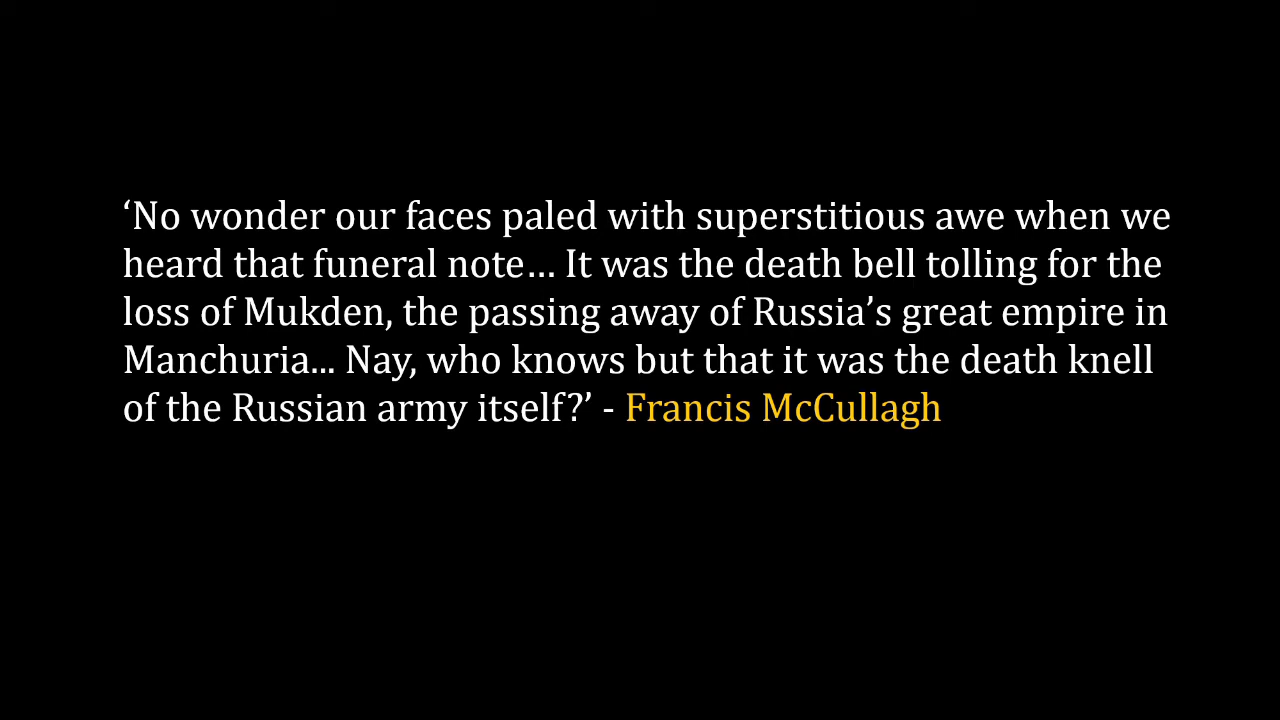 ‘No wonder our faces paled with superstitious awe when we
heard that funeral note… It was the death bell tolling for the
loss of Mukden, the passing away of Russia’s great empire in
Manchuria... Nay, who knows but that it was the death knell
of the Russian army itself?’ - Francis McCullagh